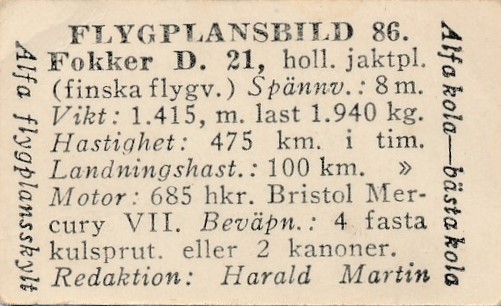 FLYGPLANSBILD 86.
Fokker D. 21, holl. jaktpl.
(finska flygv.) Spännv.: 8 m.
Vikt: 1.415, m. last 1.940 kg.
Hastighet: 475 km. i tim.
Landningshast.: 100 km. »
Motor: 685 hkr. Bristol Mer-
cury VII. Beväpn.: 4 fasta
kulsprut. eller 2 kanoner.
Redaktion: Harald Martin
Alfa flygplansskylt
Alfa kola—bästa kola